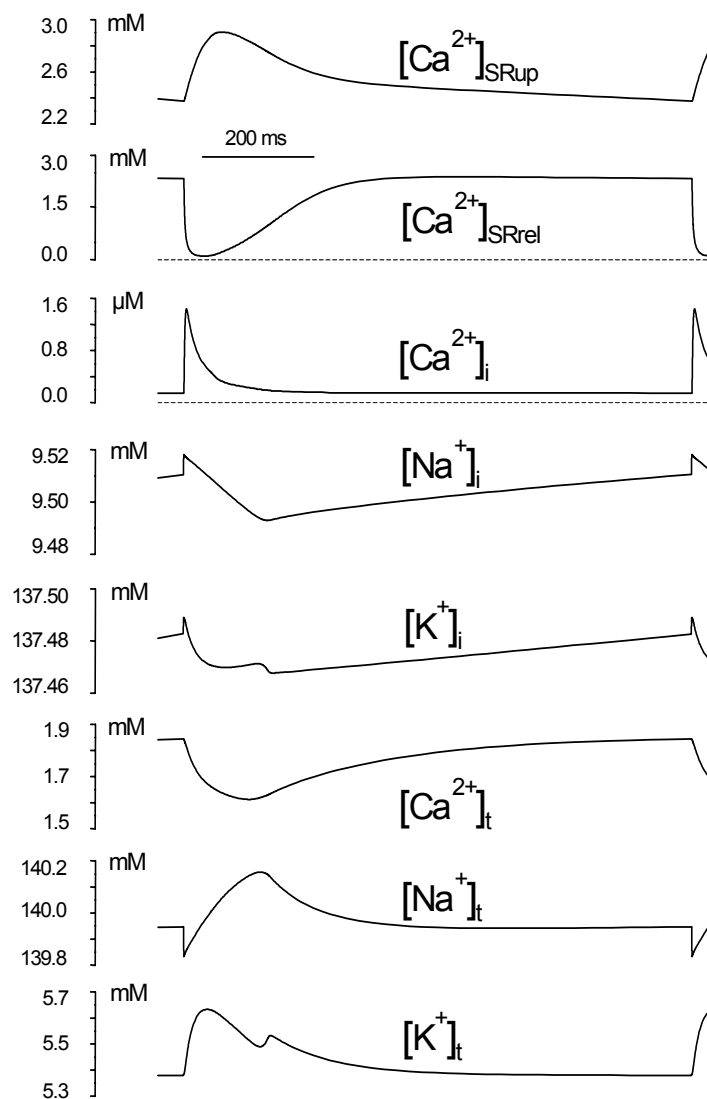 3.0 mM
2.6 [Ca2+]SRup
2.2
200 ms
3.0 mM
1.5 [Ca2+]SRrel
0.0
1.6 µM
0.8 [Ca2+]i
0.0
9.52 mM [Na+]i
9.50
9.48
137.50 mM
137.48 [K+]i
137.46
1.9 mM
1.7
1.5 [Ca2+]t
140.2 mM
140.0 [Na+]t
139.8
5.7 mM
5.5 [K+]t
5.3